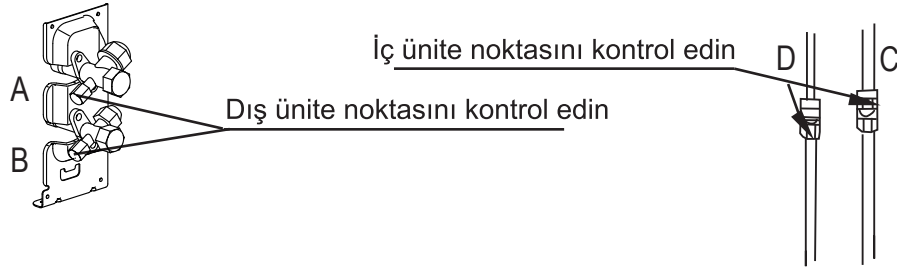 İç ünite noktasını kontrol edin
D
C
A
Dış ünite noktasını kontrol edin
B